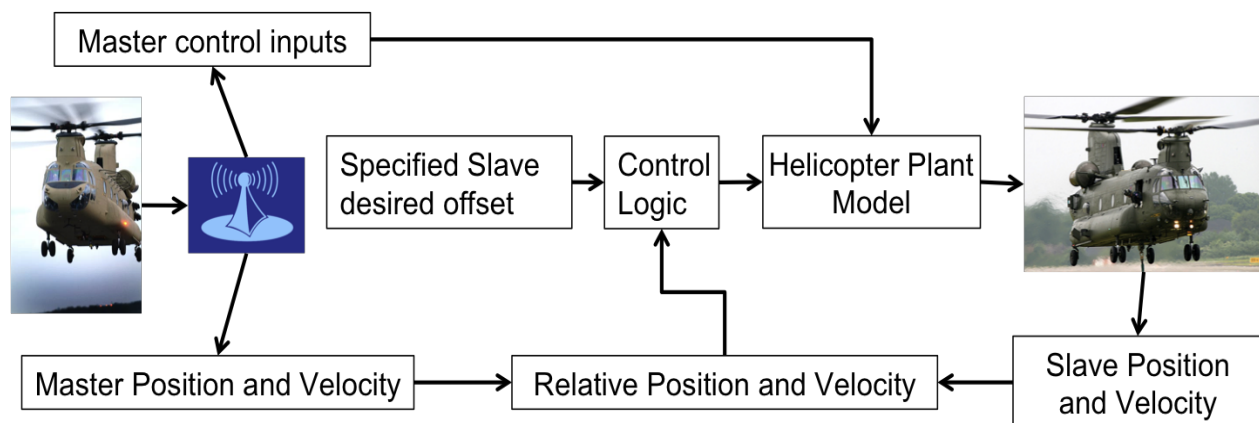 Master control inputs
Specified Slave
desired offset
Control
Logic
Helicopter Plant
Model
Master Position and Velocity
Relative Position and Velocity
Slave Position
and Velocity